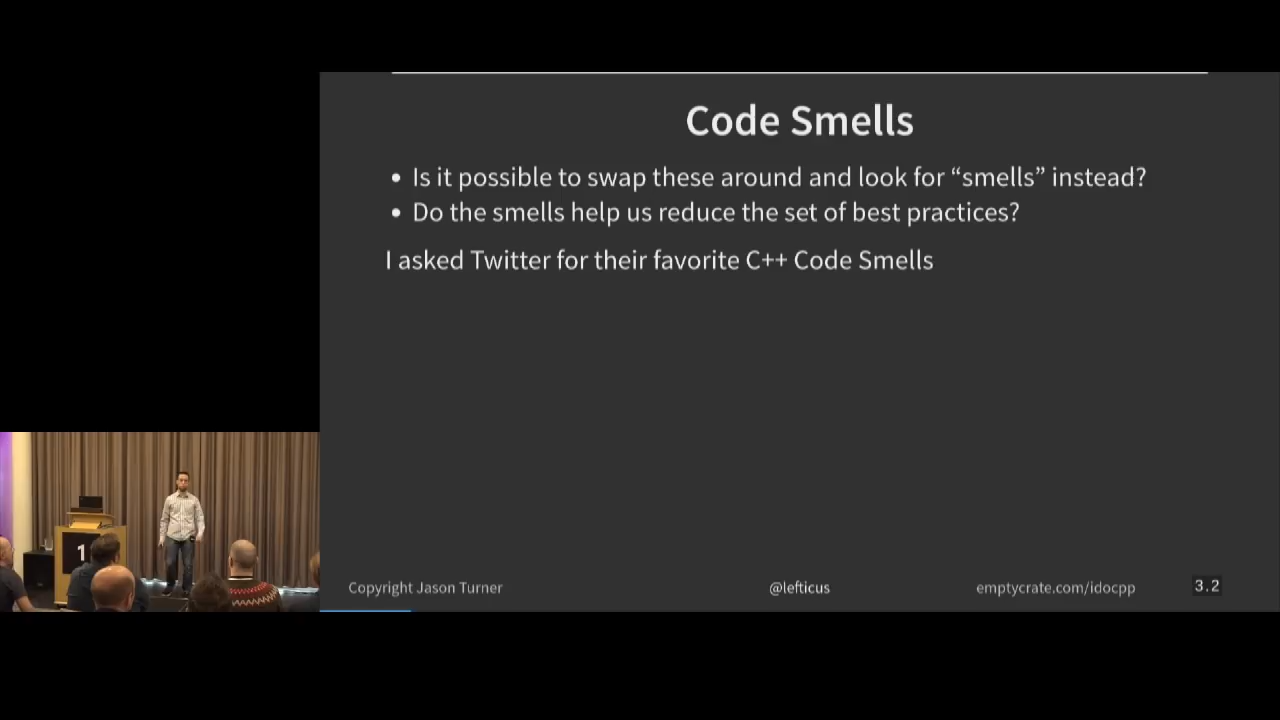 Code Smells
• Is it possible to swap these around and look for “smells” instead?
• Do the smells help us reduce the set of best practices?
I asked Twitter for their favorite C++ Code Smells
1
Copyright Jason Turner
@lefticus
emptycrate.com/idocpp
3.2